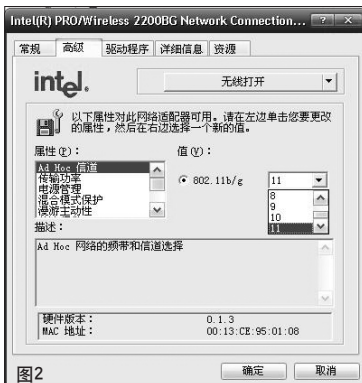 Intel(R) PRO/Wireless 2200BG Network Connection...
常规 高级 驱动程序 详细信息 资源
intel.
无线打开
以下属性对此网络适配器可用。请在左边单击您要更改
的属性，然后在右边选择一个新的值。
属性(P)：
值(V)：
Ad Hoc 信道
传输功率
电源管理
混合模式保护
漫游主动性
802.11b/g
11
8
9
10
11
描述：
Ad Hoc 网络的频带和信道选择
硬件版本： 0.1.3
MAC 地址： 00:13:CE:95:01:08
确定 取消
图2